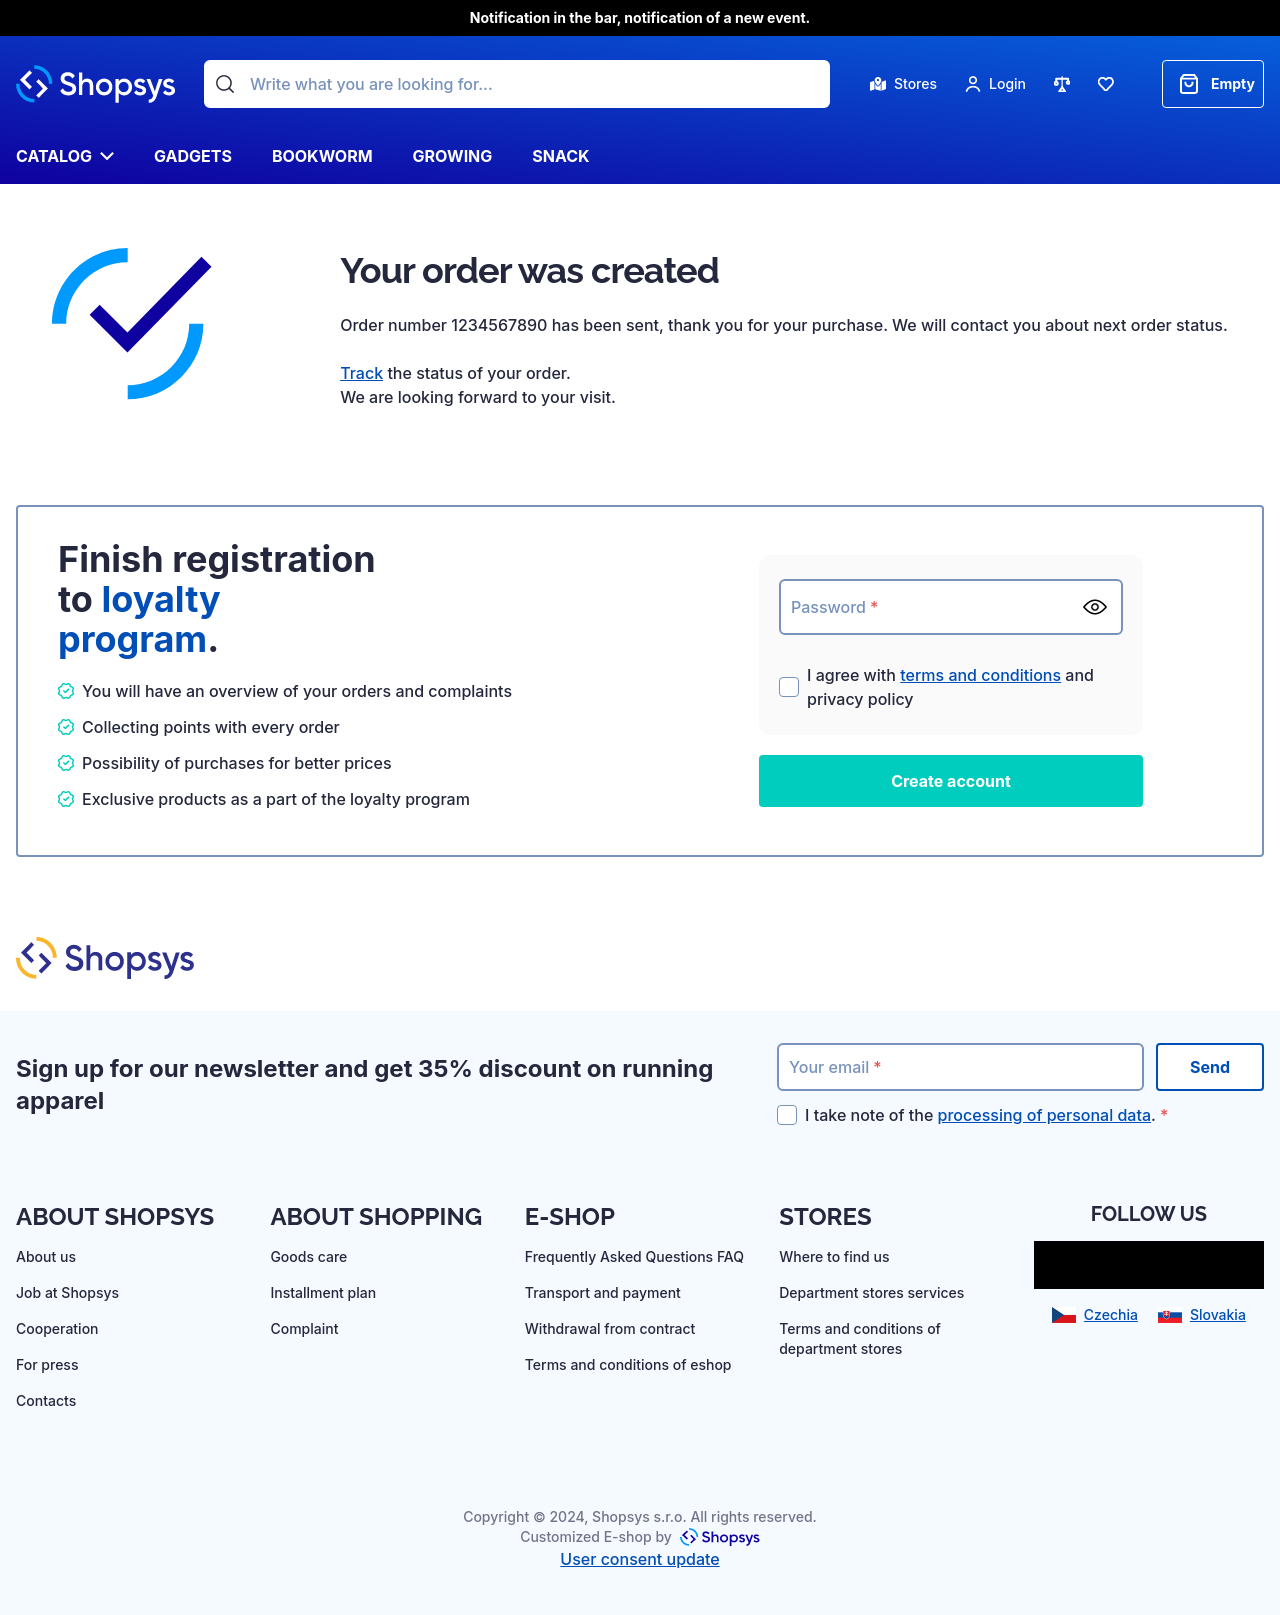 Notification in the bar, notification of a new event.
Shopsys
Write what you are looking for...
Stores
Login
Empty
CATALOG
GADGETS
BOOKWORM
GROWING
SNACK
Your order was created
Order number 1234567890 has been sent, thank you for your purchase. We will contact you about next order status.
Track the status of your order.
We are looking forward to your visit.
Finish registration
to loyalty
program.
You will have an overview of your orders and complaints
Collecting points with every order
Possibility of purchases for better prices
Exclusive products as a part of the loyalty program
Password *
I agree with terms and conditions and
privacy policy
Create account
Shopsys
Sign up for our newsletter and get 35% discount on running
apparel
Your email *
Send
I take note of the processing of personal data. *
ABOUT SHOPSYS
About us
Job at Shopsys
Cooperation
For press
Contacts
ABOUT SHOPPING
Goods care
Installment plan
Complaint
E-SHOP
Frequently Asked Questions FAQ
Transport and payment
Withdrawal from contract
Terms and conditions of eshop
STORES
Where to find us
Department stores services
Terms and conditions of
department stores
FOLLOW US
Czechia
Slovakia
Copyright © 2024, Shopsys s.r.o. All rights reserved.
Customized E-shop by Shopsys
User consent update